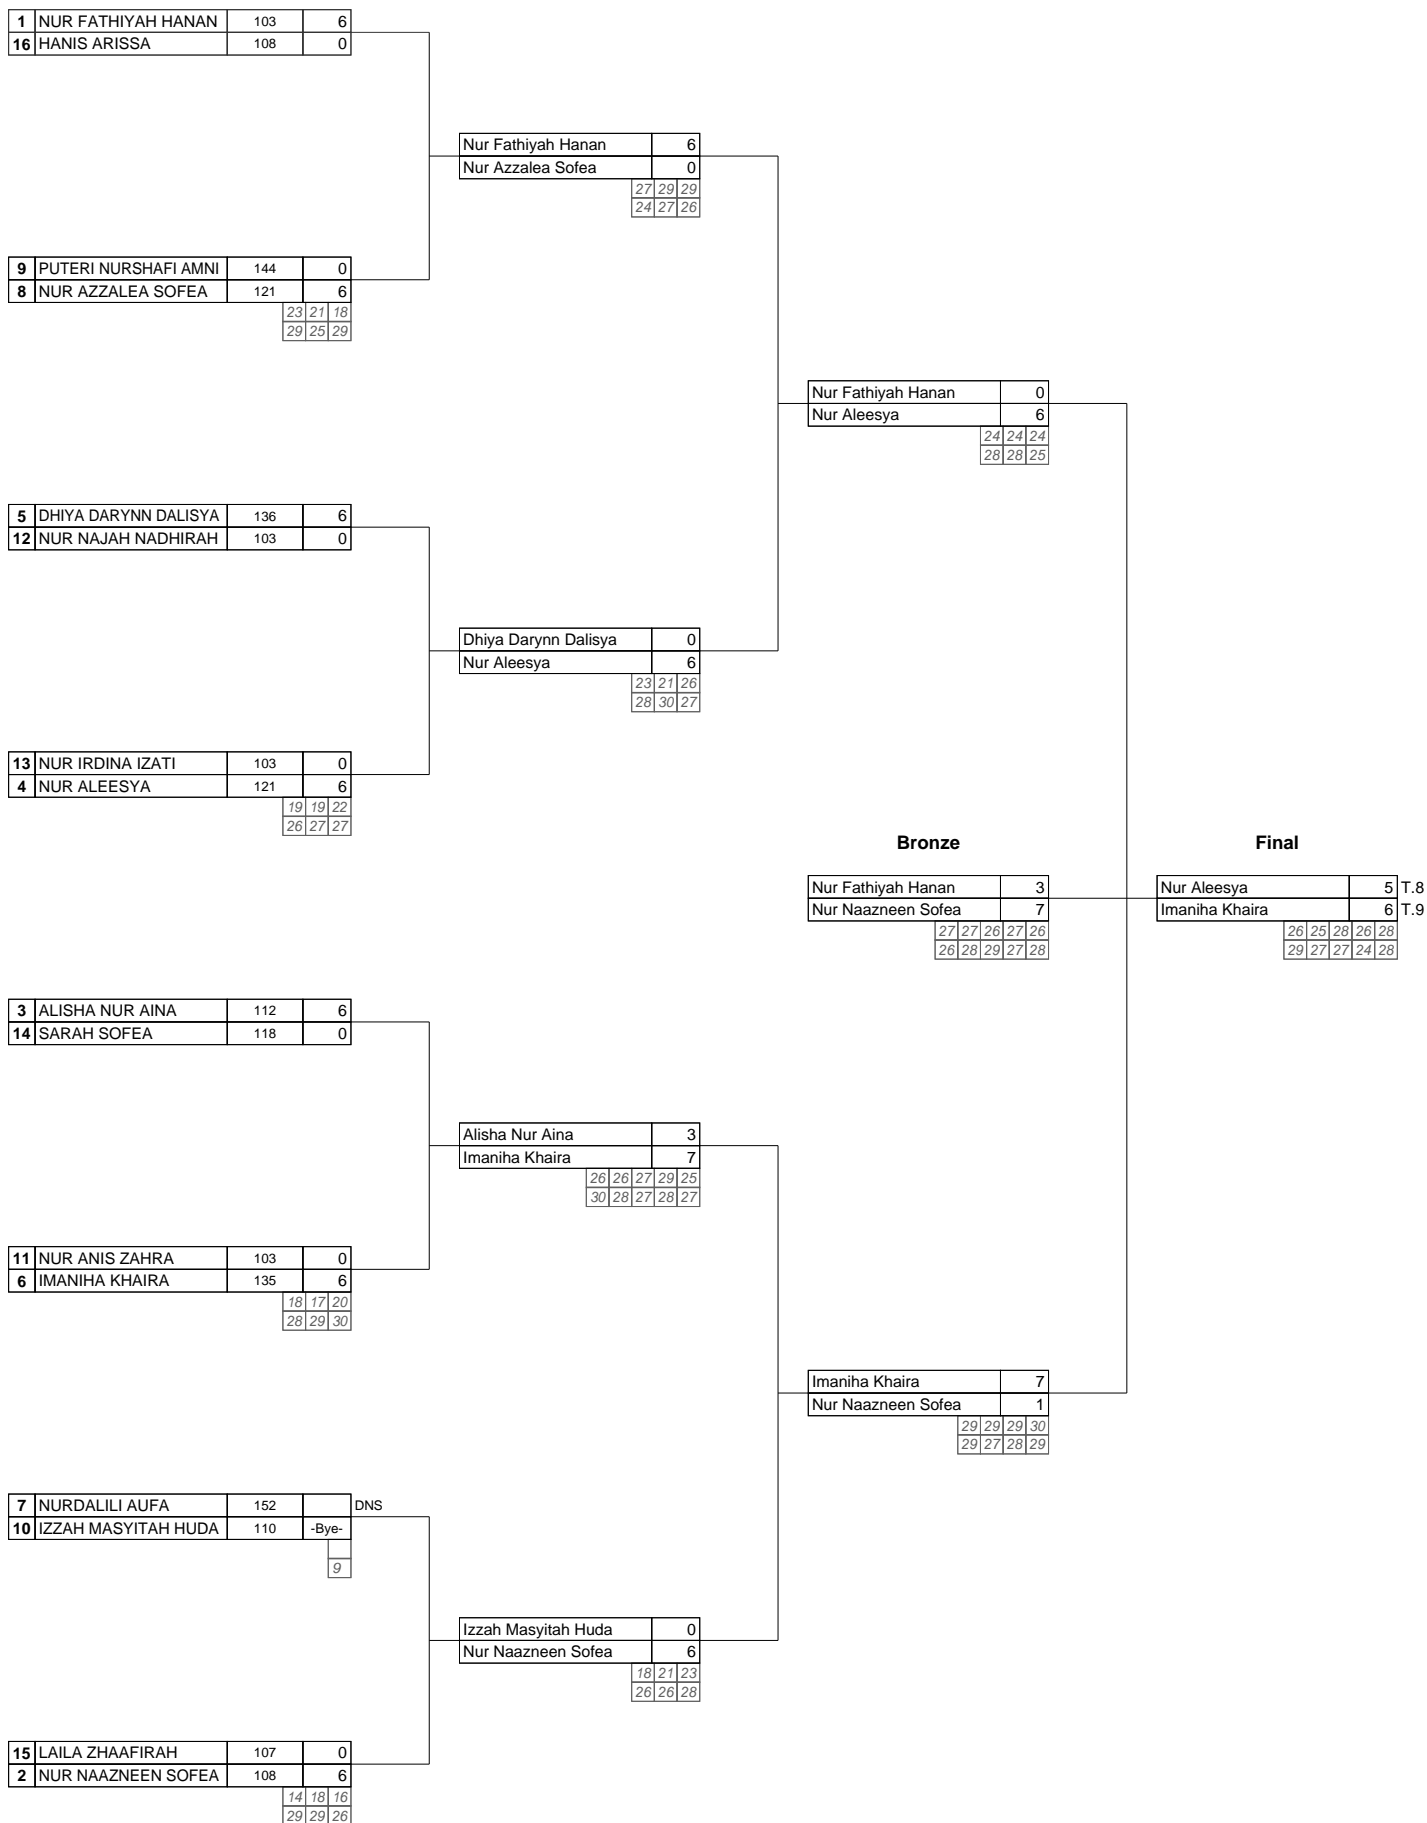 1 NUR FATHIYAH HANAN 103 6
16 HANIS ARISSA 108 0
Nur Fathiyah Hanan 6
Nur Azzalea Sofea 0
27 29 29
24 27 26
9 PUTERI NURSHAFI AMNI 144 0
8 NUR AZZALEA SOFEA 121 6
23 21 18
29 25 29
Nur Fathiyah Hanan 0
Nur Aleesya 6
24 24 24
28 28 25
5 DHIYA DARYNN DALISYA 136 6
12 NUR NAJAH NADHIRAH 103 0
Dhiya Darynn Dalisya 0
Nur Aleesya 6
23 21 26
28 30 27
13 NUR IRDINA IZATI 103 0
4 NUR ALEESYA 121 6
19 19 22
26 27 27
Bronze
Nur Fathiyah Hanan 3
Nur Naazneen Sofea 7
27 27 26 27 26
26 28 29 27 28
Final
Nur Aleesya 5 T.8
Imaniha Khaira 6 T.9
26 25 28 26 28
29 27 27 24 28
3 ALISHA NUR AINA 112 6
14 SARAH SOFEA 118 0
Alisha Nur Aina 3
Imaniha Khaira 7
26 26 27 29 25
30 28 27 28 27
11 NUR ANIS ZAHRA 103 0
6 IMANIHA KHAIRA 135 6
18 17 20
28 29 30
Imaniha Khaira 7
Nur Naazneen Sofea 1
29 29 29 30
29 27 28 29
7 NURDALILI AUFA 152 DNS
10 IZZAH MASYITAH HUDA 110 -Bye-
9
Izzah Masyitah Huda 0
Nur Naazneen Sofea 6
18 21 23
26 26 28
15 LAILA ZHAAFIRAH 107 0
2 NUR NAAZNEEN SOFEA 108 6
14 18 16
29 29 26